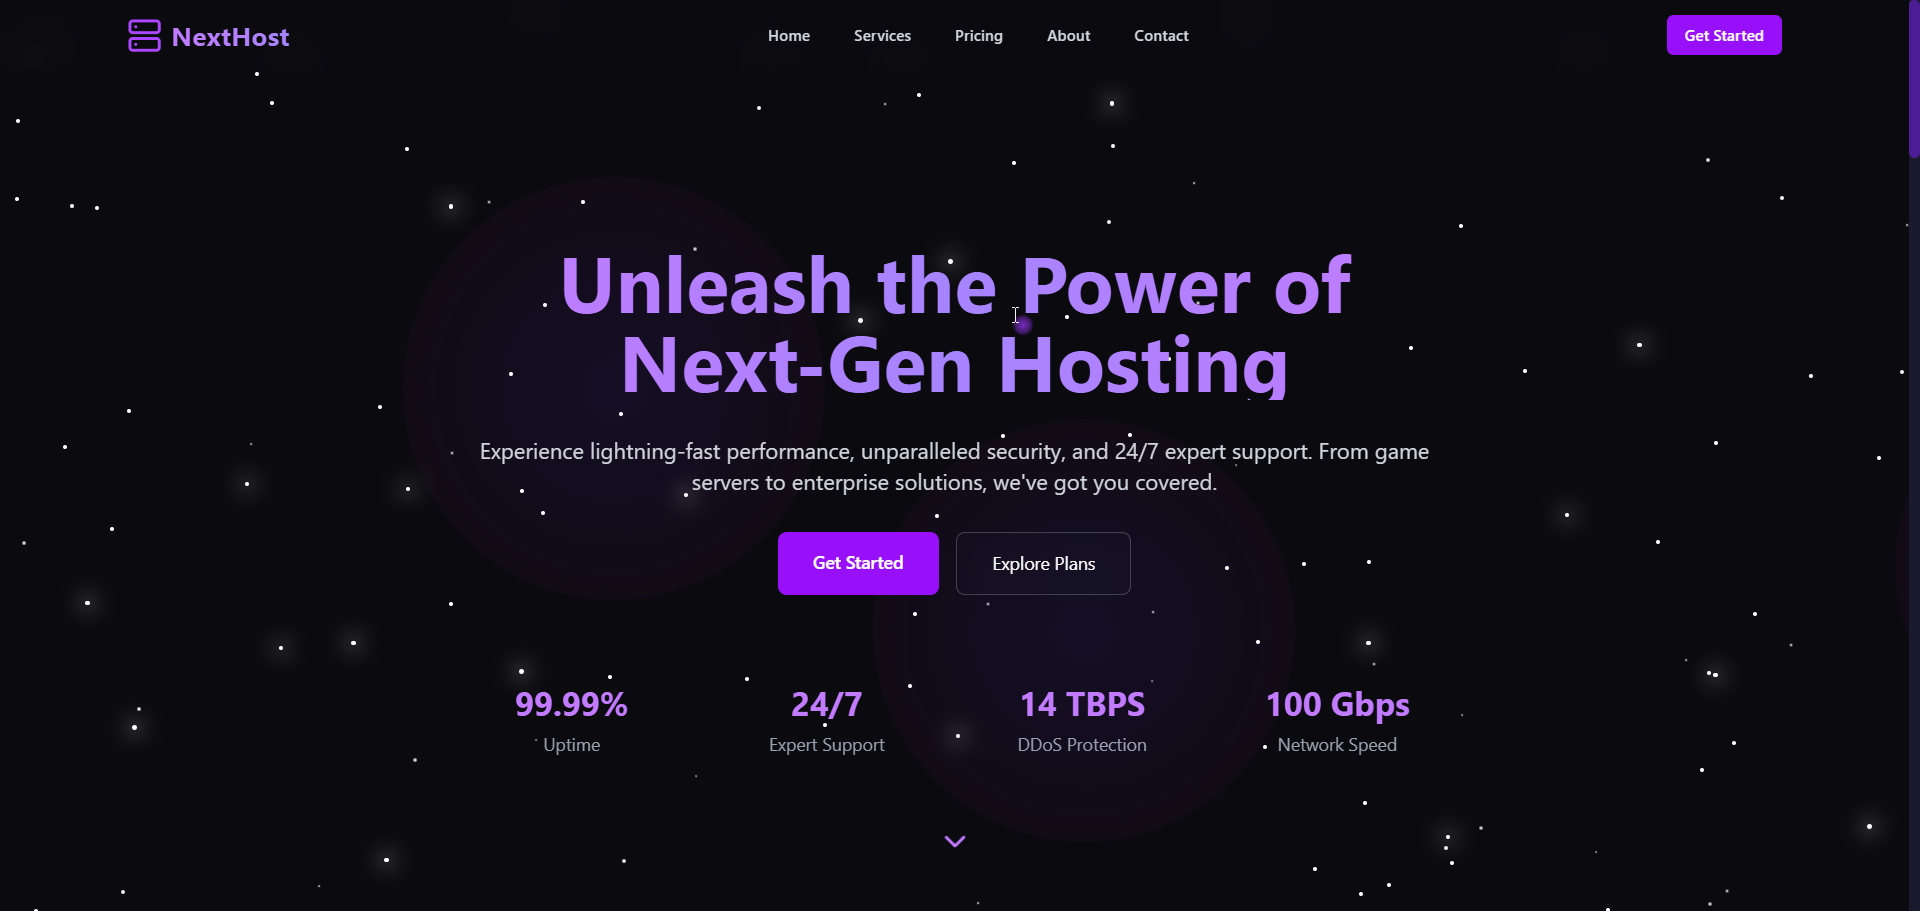 NextHost
Home
Services
Pricing
About
Contact
Get Started
Unleash the Power of
Next-Gen Hosting
Experience lightning-fast performance, unparalleled security, and 24/7 expert support. From game
servers to enterprise solutions, we've got you covered.
Get Started
Explore Plans
99.99%
24/7
14 TBPS
100 Gbps
Uptime
Expert Support
DDoS Protection
Network Speed